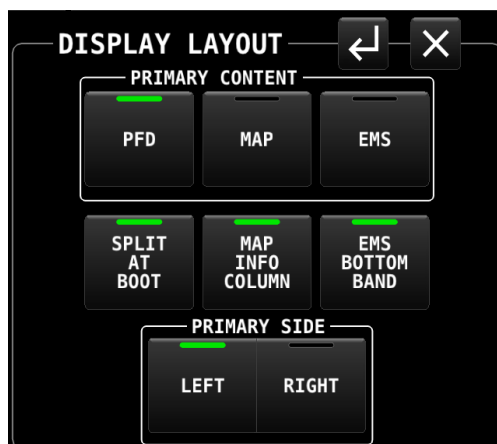 DISPLAY LAYOUT
PRIMARY CONTENT
PFD
MAP
EMS
SPLIT
AT
BOOT
MAP
INFO
COLUMN
EMS
BOTTOM
BAND
PRIMARY SIDE
LEFT
RIGHT